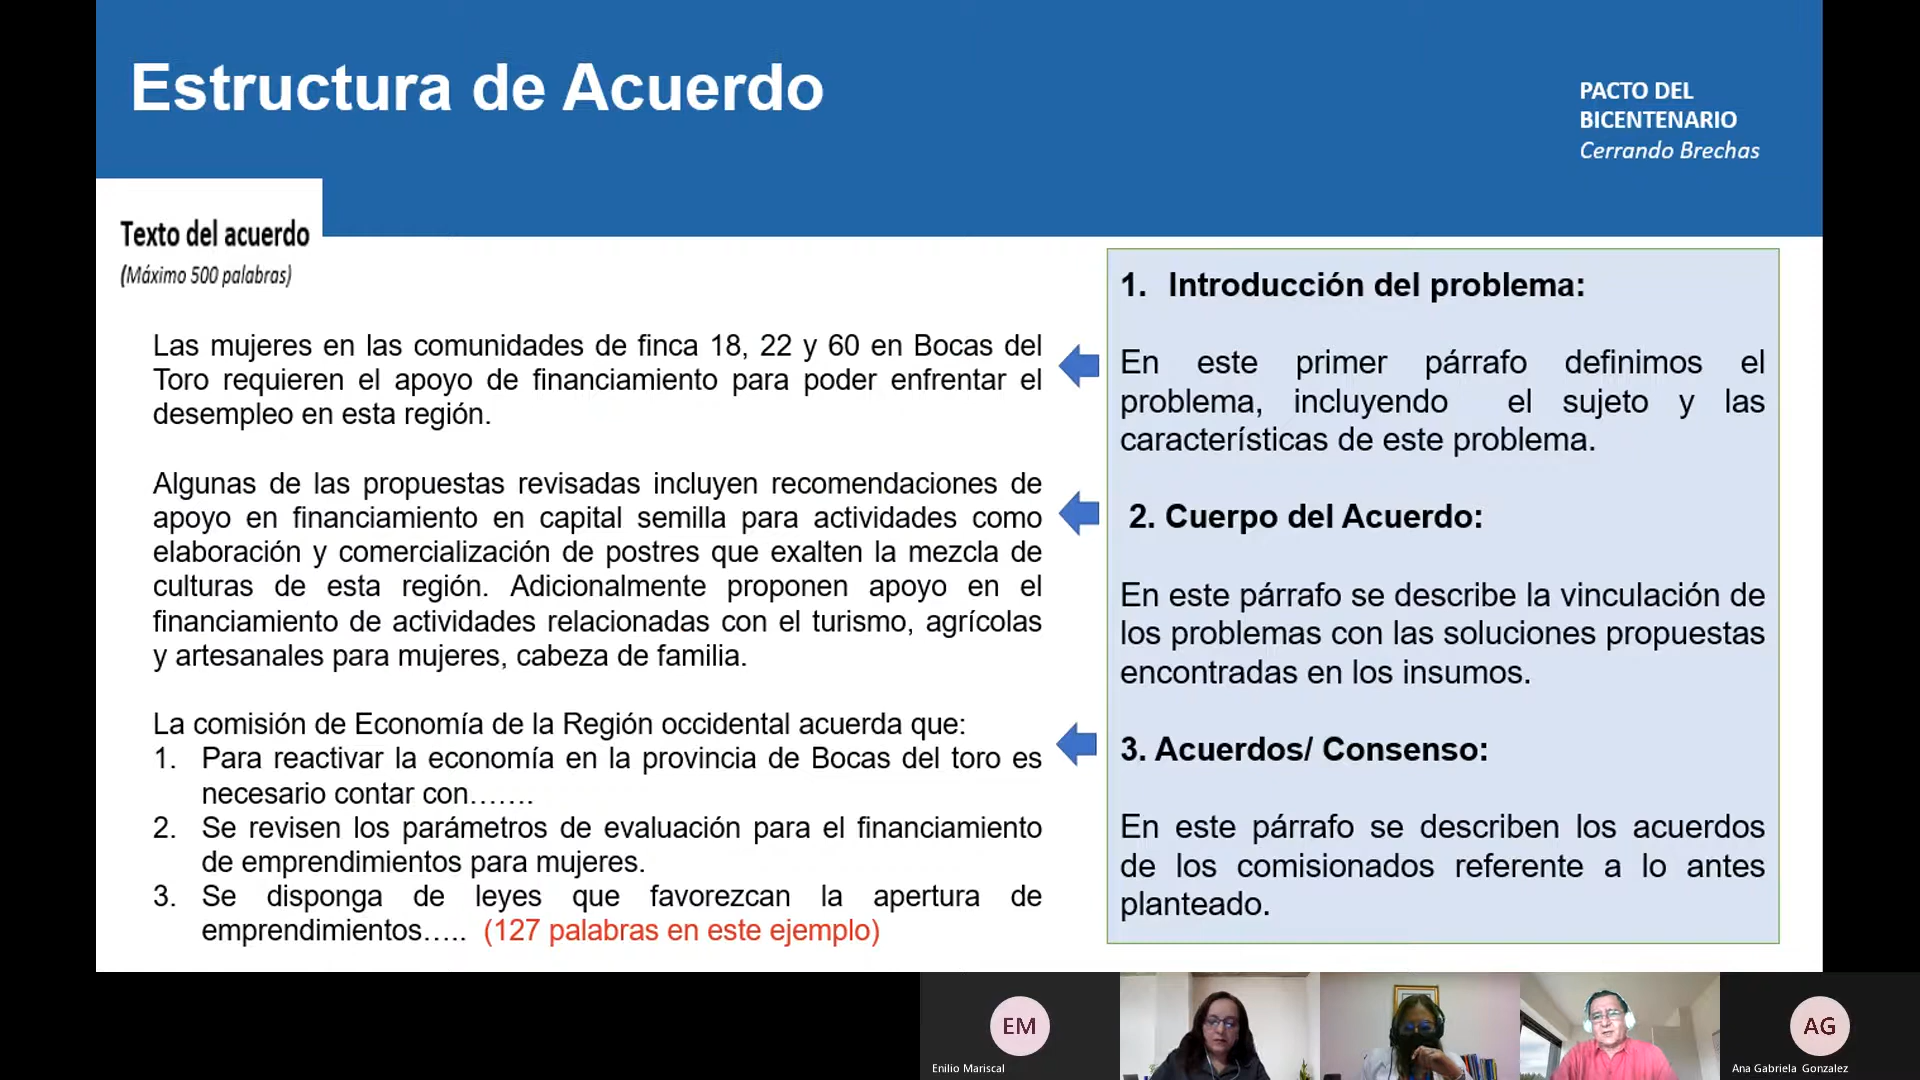 Estructura de Acuerdo
PACTO DEL
BICENTENARIO
Cerrando Brechas
Texto del acuerdo
(Máximo 500 palabras)
Las mujeres en las comunidades de finca 18, 22 y 60 en Bocas del
Toro requieren el apoyo de financiamiento para poder enfrentar el
desempleo en esta región.
Algunas de las propuestas revisadas incluyen recomendaciones de
apoyo en financiamiento en capital semilla para actividades como
elaboración y comercialización de postres que exalten la mezcla de
culturas de esta región. Adicionalmente proponen apoyo en el
financiamiento de actividades relacionadas con el turismo, agrícolas
y artesanales para mujeres, cabeza de familia.
La comisión de Economía de la Región occidental acuerda que:
1. Para reactivar la economía en la provincia de Bocas del toro es
necesario contar con…….
2. Se revisen los parámetros de evaluación para el financiamiento
de emprendimientos para mujeres.
3. Se disponga de leyes que favorezcan la apertura de
emprendimientos….. (127 palabras en este ejemplo)
1. Introducción del problema:
En este primer párrafo definimos el
problema, incluyendo el sujeto y las
características de este problema.
2. Cuerpo del Acuerdo:
En este párrafo se describe la vinculación de
los problemas con las soluciones propuestas
encontradas en los insumos.
3. Acuerdos/ Consenso:
En este párrafo se describen los acuerdos
de los comisionados referente a lo antes
planteado.
EM
Enilio Mariscal
AG
Ana Gabriela Gonzalez